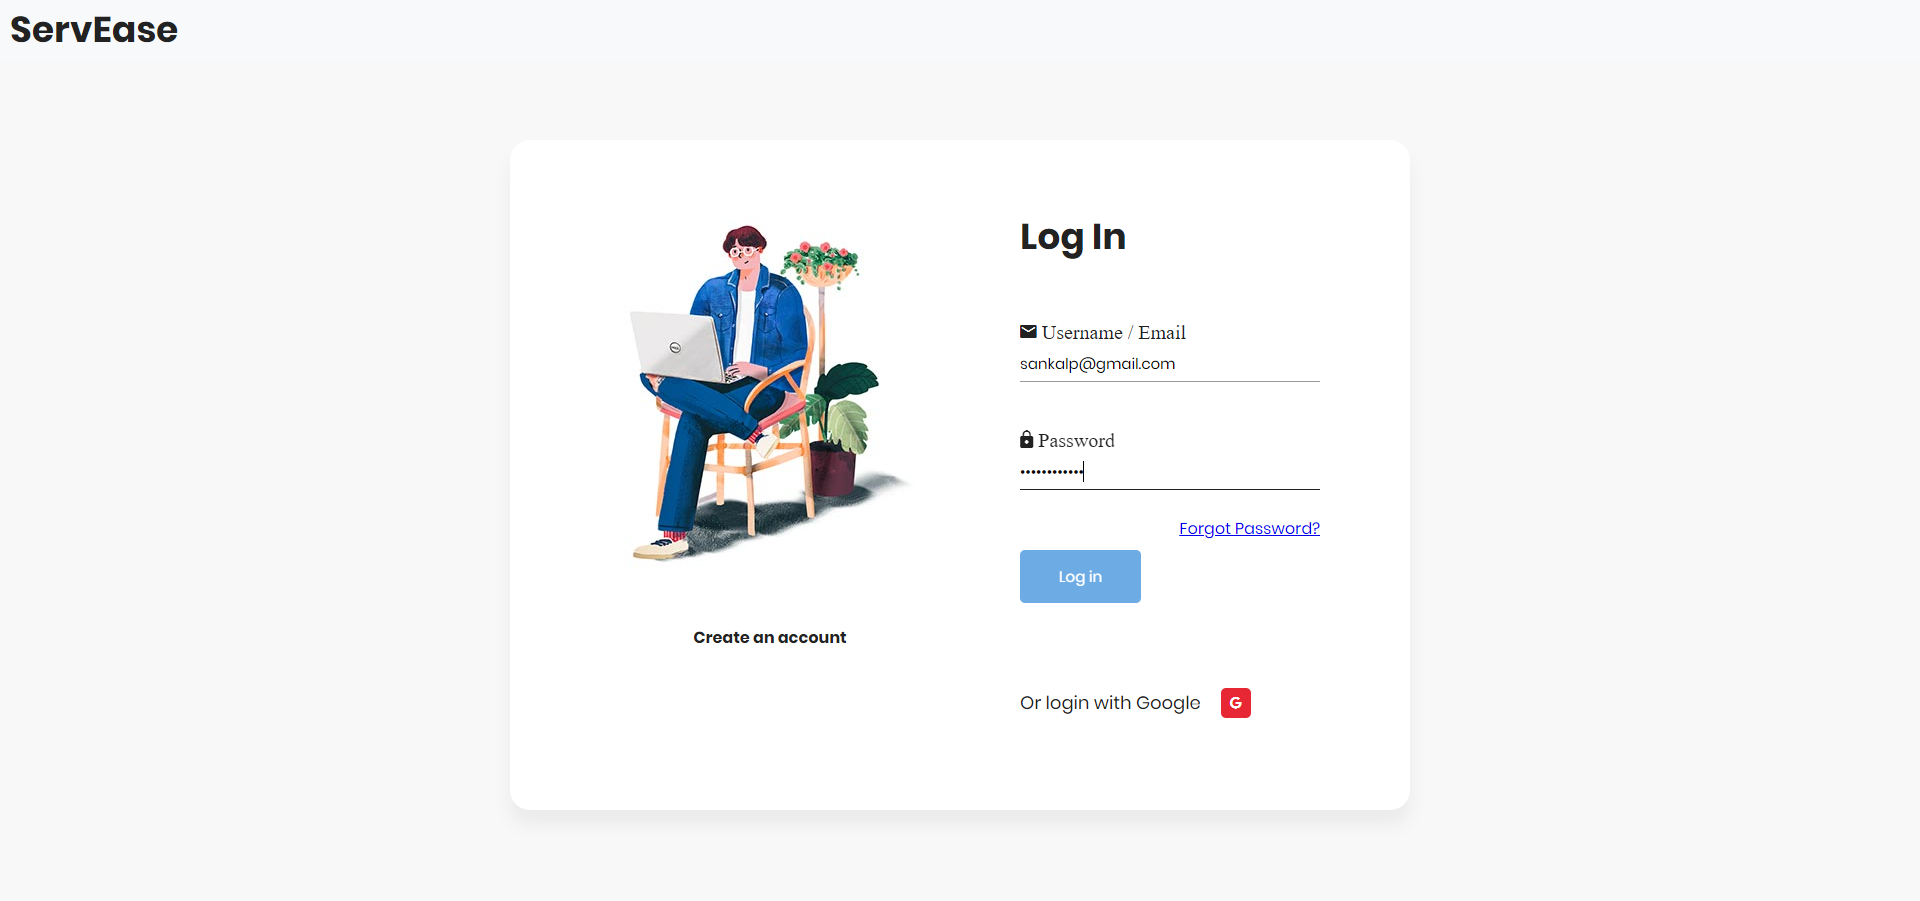 ServEase
Log In
Username / Email
sankalp@gmail.com
Password
••••••••••••
Forgot Password?
Log in
Create an account
Or login with Google
G